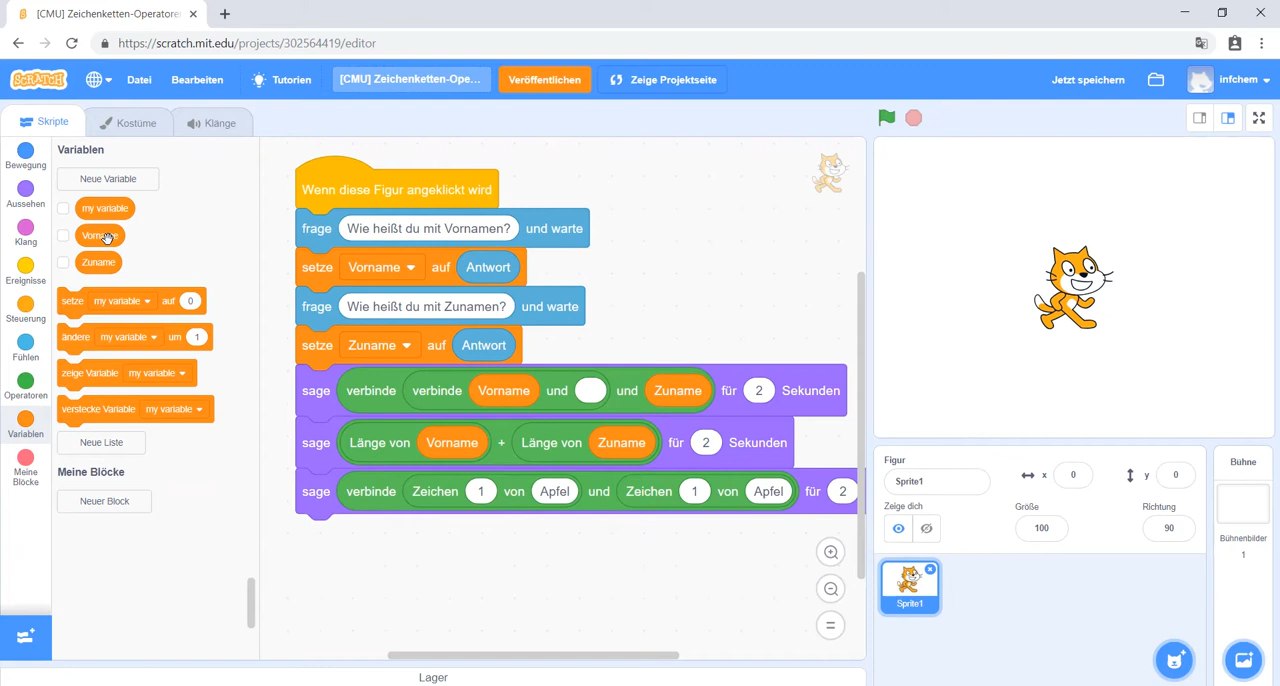 [CMU] Zeichenketten-Operatore
https://scratch.mit.edu/projects/302564419/editor
SCRATCH Datei Bearbeiten Tutorien [CMU] Zeichenketten-Ope... Veröffentlichen Zeige Projektseite Jetzt speichern infchem
Skripte Kostüme Klänge
Bewegung
Aussehen
Klang
Ereignisse
Steuerung
Fühlen
Operatoren
Variablen
Meine
Blöcke
Variablen
Neue Variable
my variable
Vorname
Zuname
setze my variable auf 0
ändere my variable um 1
zeige Variable my variable
verstecke Variable my variable
Neue Liste
Meine Blöcke
Neuer Block
Wenn diese Figur angeklickt wird
frage Wie heißt du mit Vornamen? und warte
setze Vorname auf Antwort
frage Wie heißt du mit Zunamen? und warte
setze Zuname auf Antwort
sage verbinde verbinde Vorname und und Zuname für 2 Sekunden
sage Länge von Vorname + Länge von Zuname für 2 Sekunden
sage verbinde Zeichen 1 von Apfel und Zeichen 1 von Apfel für 2
Lager
Figur
Sprite1
x 0
y 0
Zeige dich
Größe
100
Richtung
90
Sprite1
Bühne
Bühnenbilder
1